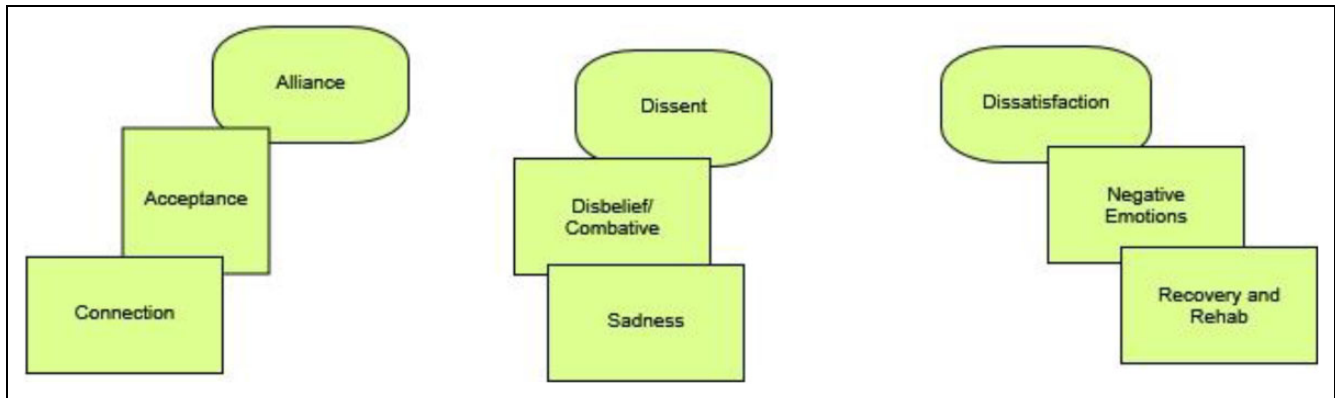 Alliance
Acceptance
Connection
Dissent
Disbelief/
Combative
Sadness
Dissatisfaction
Negative
Emotions
Recovery and
Rehab